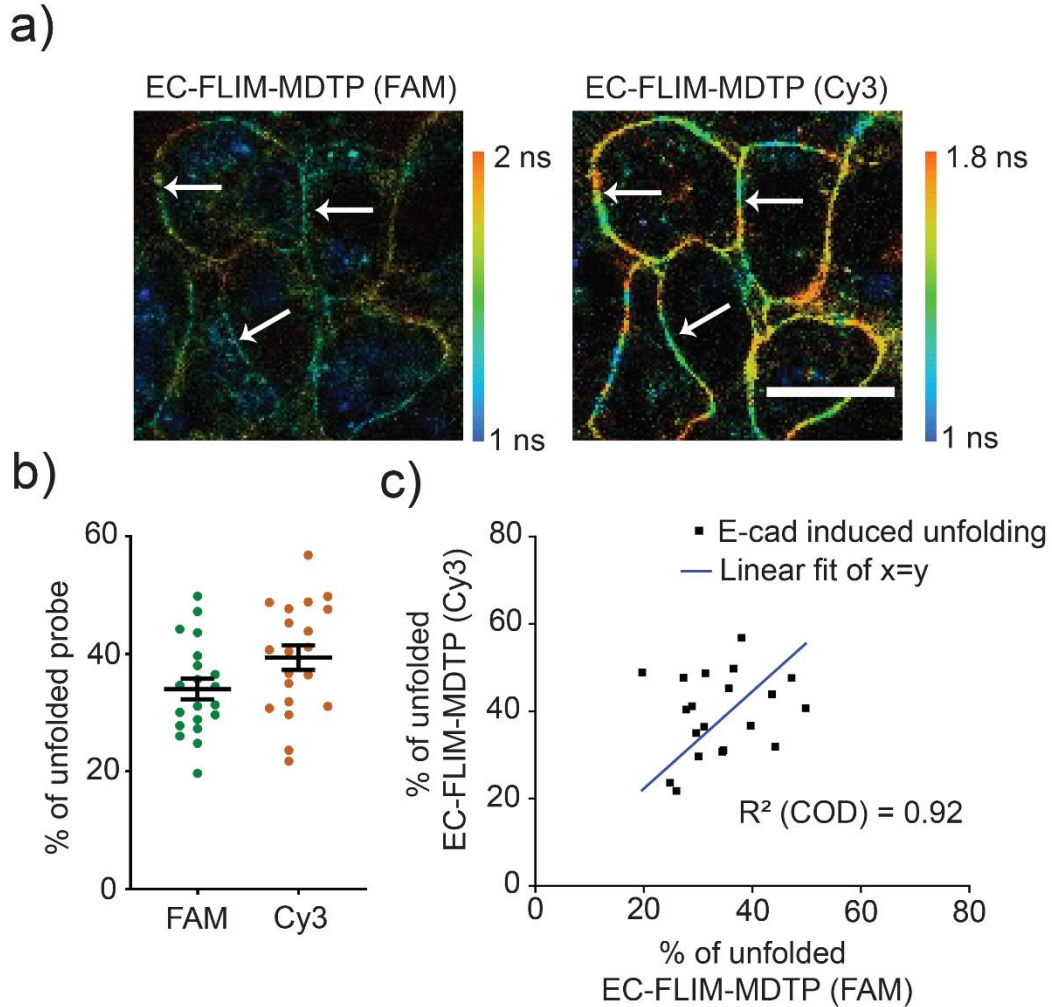 a)
EC-FLIM-MDTP (FAM)
EC-FLIM-MDTP (Cy3)
2 ns
1 ns
1.8 ns
1 ns
b)
% of unfolded probe
60
40
20
0
FAM
Cy3
c)
% of unfolded
EC-FLIM-MDTP (Cy3)
80
60
40
20
0
E-cad induced unfolding
Linear fit of x=y
R² (COD) = 0.92
0
20
40
60
80
% of unfolded
EC-FLIM-MDTP (FAM)